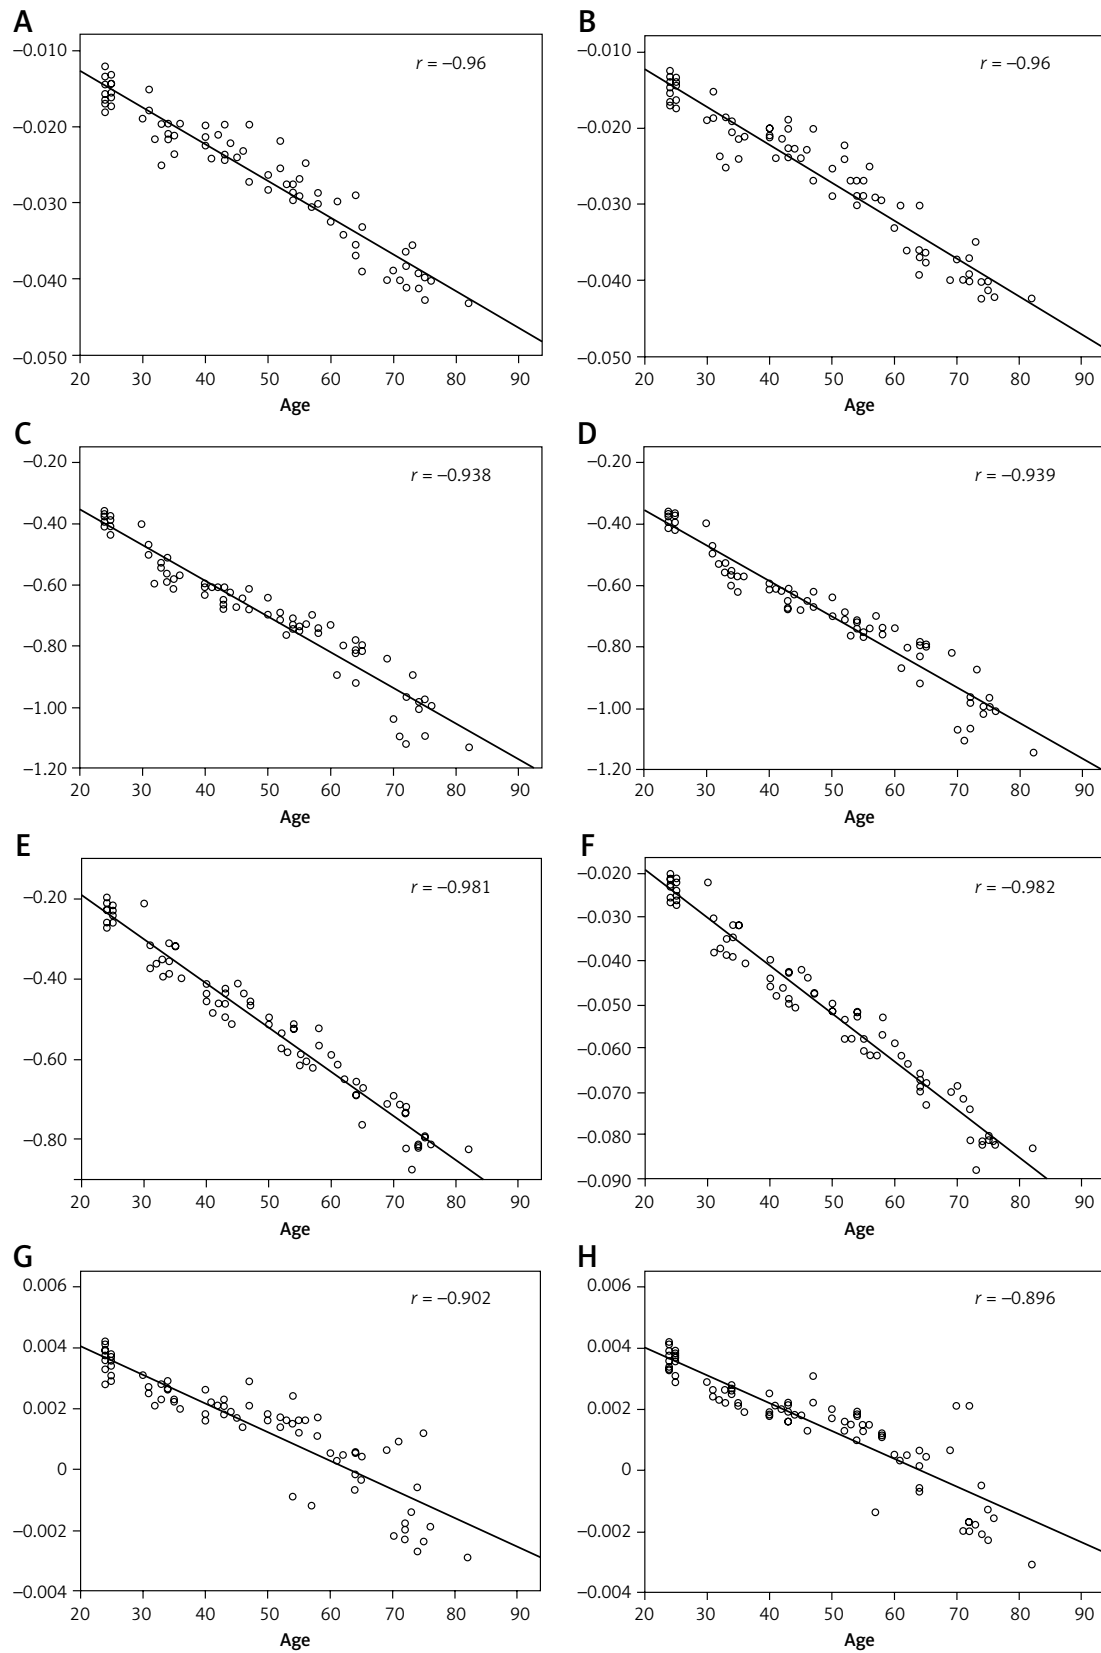 A
−0.010
−0.020
−0.030
−0.040
−0.050
r = −0.96
20 30 40 50 60 70 80 90
Age
B
−0.010
−0.020
−0.030
−0.040
−0.050
r = −0.96
20 30 40 50 60 70 80 90
Age
C
−0.20
−0.40
−0.60
−0.80
−1.00
−1.20
r = −0.938
20 30 40 50 60 70 80 90
Age
D
−0.20
−0.40
−0.60
−0.80
−1.00
−1.20
r = −0.939
20 30 40 50 60 70 80 90
Age
E
−0.20
−0.40
−0.60
−0.80
r = −0.981
20 30 40 50 60 70 80 90
Age
F
−0.020
−0.030
−0.040
−0.050
−0.060
−0.070
−0.080
−0.090
r = −0.982
20 30 40 50 60 70 80 90
Age
G
0.006
0.004
0.002
0
−0.002
−0.004
r = −0.902
20 30 40 50 60 70 80 90
Age
H
0.006
0.004
0.002
0
−0.002
−0.004
r = −0.896
20 30 40 50 60 70 80 90
Age